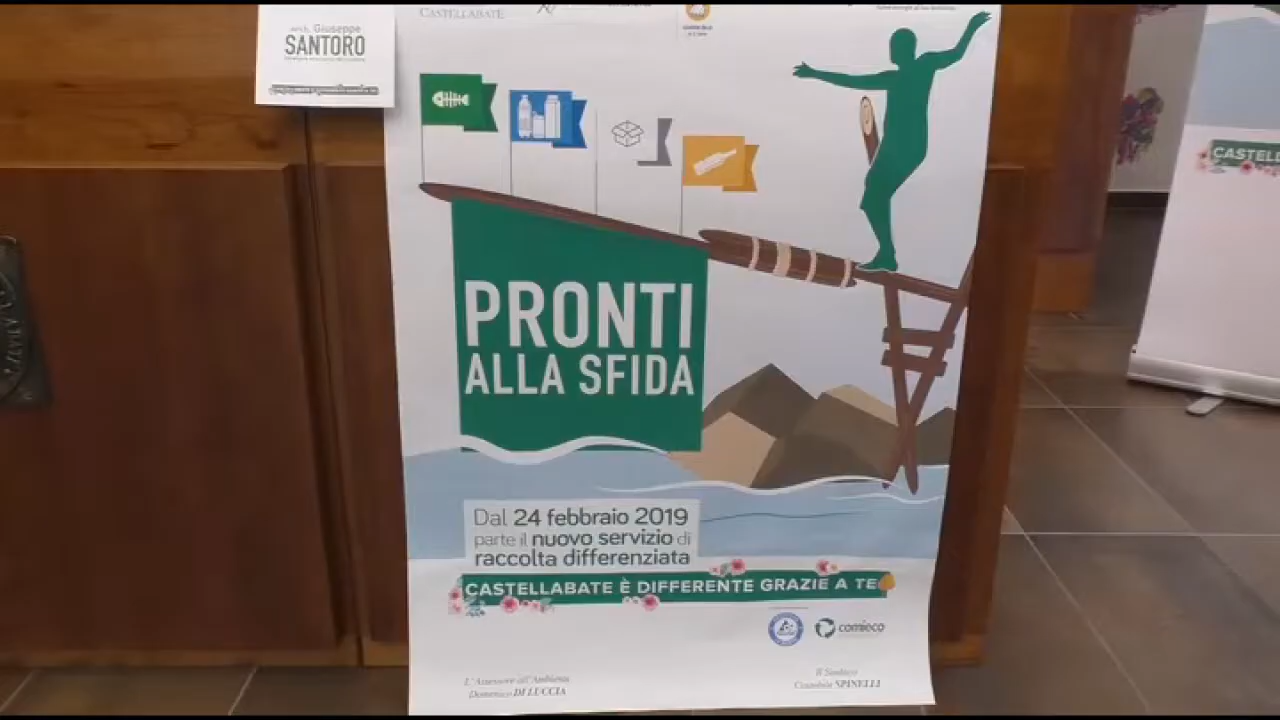 CASTELLABATE
arch. Giuseppe
SANTORO
PRONTI
ALLA SFIDA
Dal 24 febbraio 2019
parte il nuovo servizio di
raccolta differenziata
CASTELLABATE È DIFFERENTE GRAZIE A TE
comieco
L'Assessore all'Ambiente
Domenico DI LUCCIA
Il Sindaco
Costabile SPINELLI
CASTELL